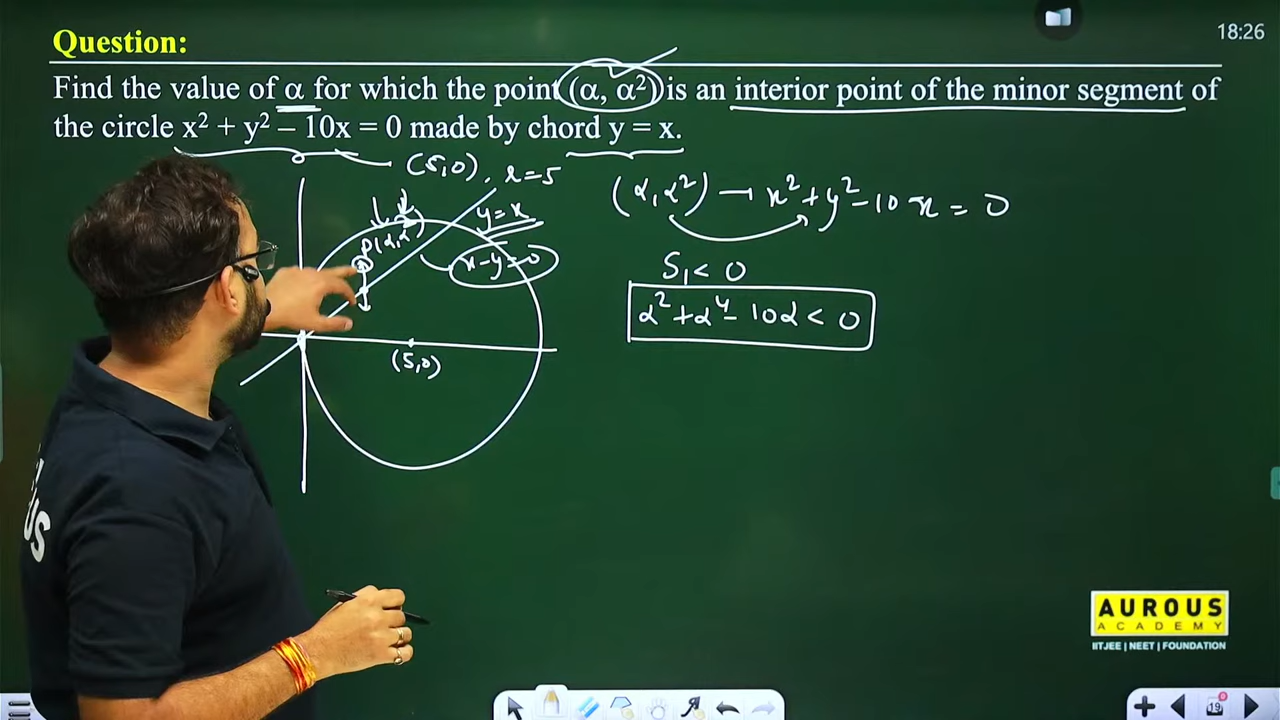 18:26
Question:
Find the value of α for which the point (α, α²) is an interior point of the minor segment of
the circle x² + y² – 10x = 0 made by chord y = x.
(5,0), r=5
(α,α²) → x²+y²-10x = 0
y=x
P(α,α²)
x-y=0
S₁ < 0
α²+α⁴-10α < 0
(5,0)
US
AUROUS
ACADEMY
IITJEE | NEET | FOUNDATION
19